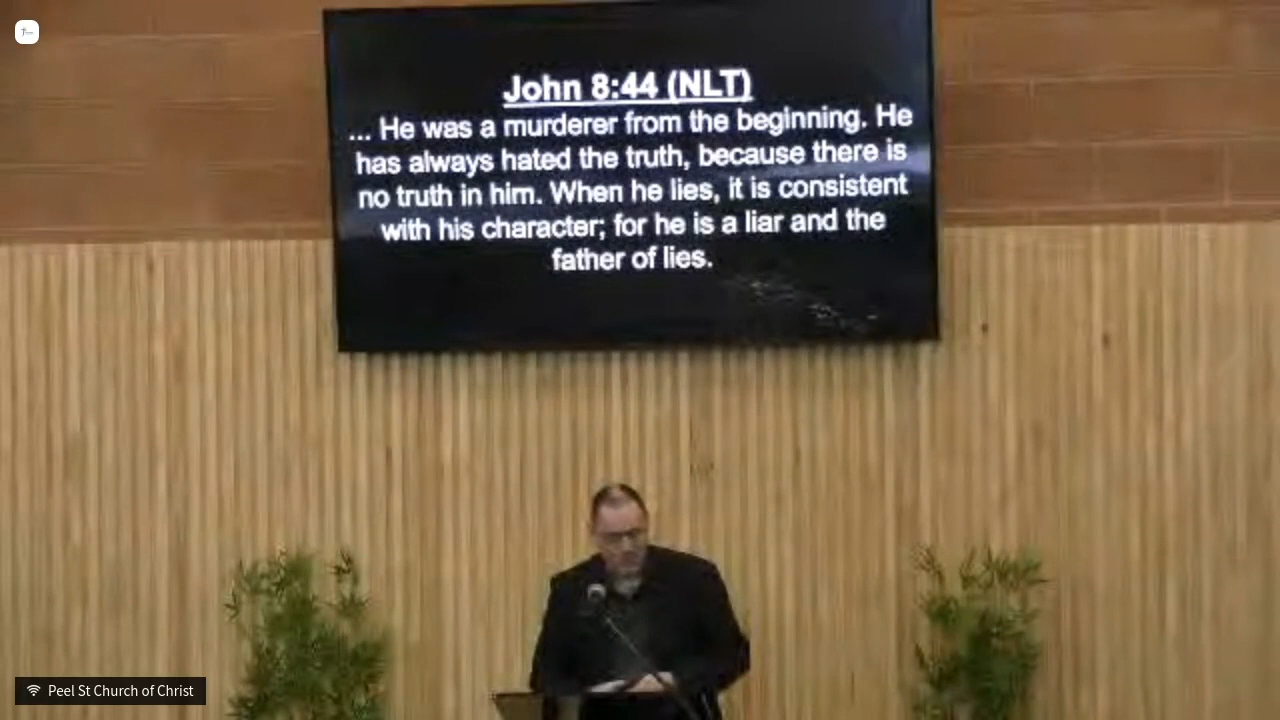 John 8:44 (NLT)
... He was a murderer from the beginning. He
has always hated the truth, because there is
no truth in him. When he lies, it is consistent
with his character; for he is a liar and the
father of lies.
Peel St Church of Christ